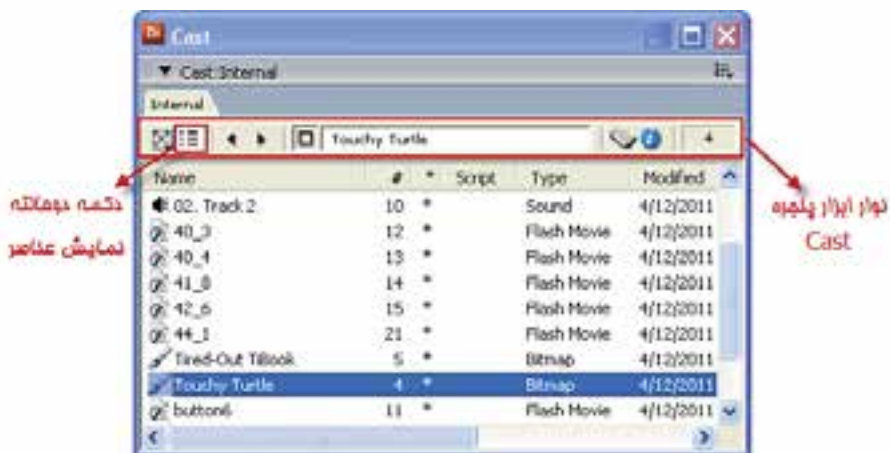 Cast
Cast:Internal
Internal
Touchy Turtle
4
Name # * Script Type Modified
02. Track 2 10 Sound 4/12/2011
40_3 12 * Flash Movie 4/12/2011
40_4 13 * Flash Movie 4/12/2011
41_8 14 * Flash Movie 4/12/2011
42_6 15 * Flash Movie 4/12/2011
44_1 21 * Flash Movie 4/12/2011
Tired-Out TiBook 5 * Bitmap 4/12/2011
Touchy Turtle 4 * Bitmap 4/12/2011
button6 11 * Flash Movie 4/12/2011
دکمه دوحالته
نمایش عناصر
نوار ابزار پنجره
Cast